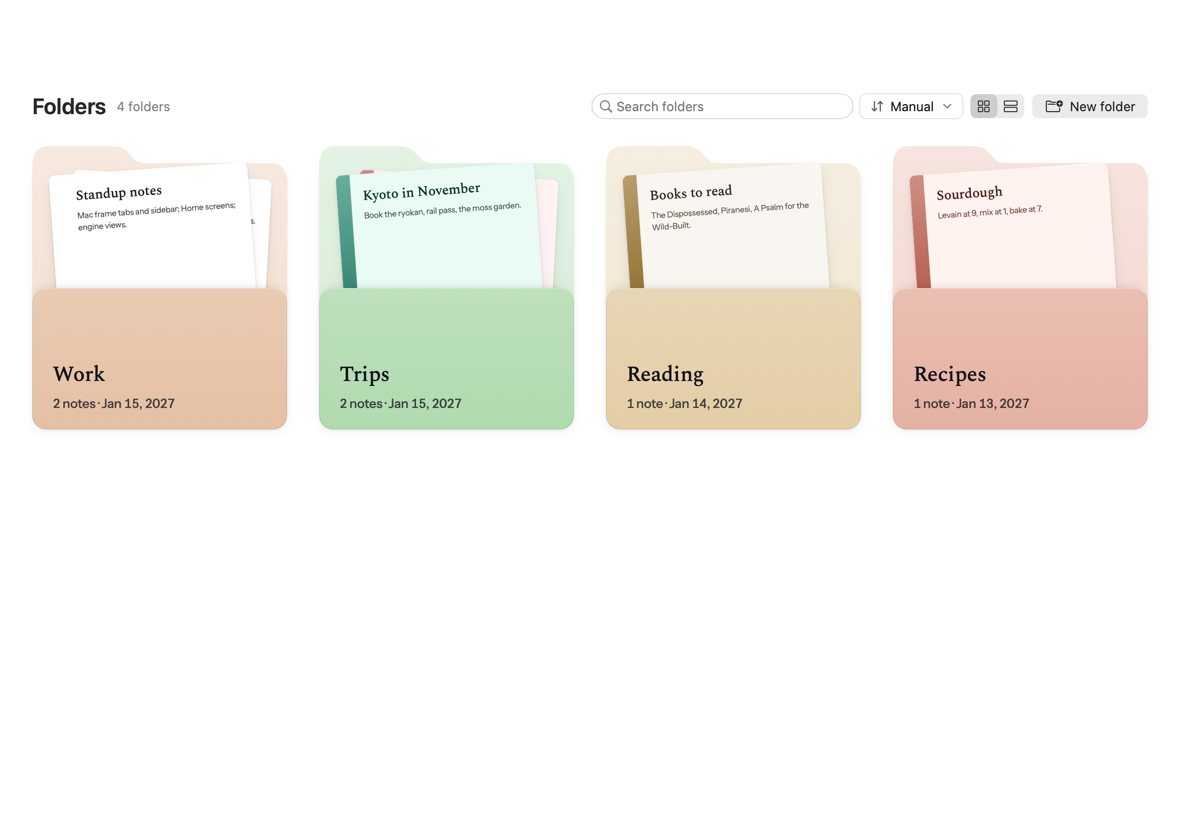 Folders 4 folders
Search folders
Manual
New folder
Standup notes
Mac frame tabs and sidebar; Home screens;
engine views.
s.
Work
2 notes · Jan 15, 2027
Kyoto in November
Book the ryokan, rail pass, the moss garden.
Trips
2 notes · Jan 15, 2027
Books to read
The Dispossessed, Piranesi, A Psalm for the
Wild-Built.
Reading
1 note · Jan 14, 2027
Sourdough
Levain at 9, mix at 1, bake at 7.
Recipes
1 note · Jan 13, 2027